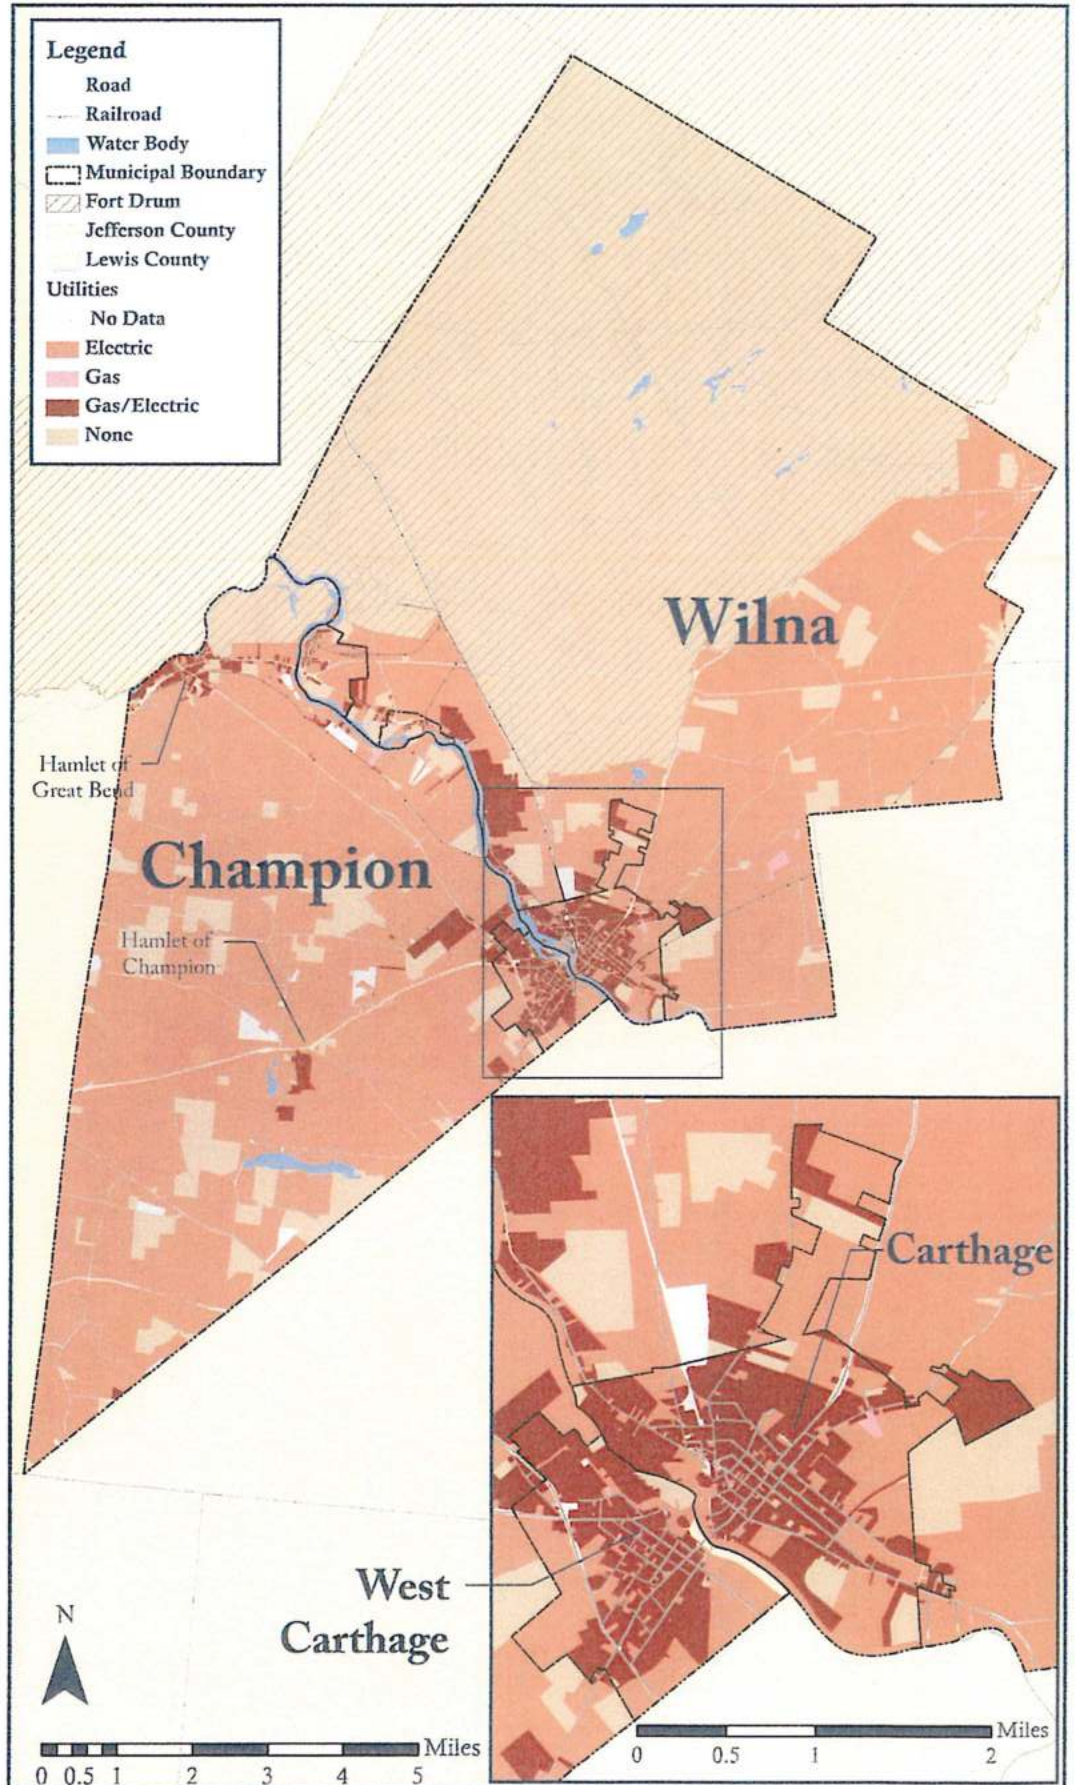 Legend
Road
Railroad
Water Body
Municipal Boundary
Fort Drum
Jefferson County
Lewis County
Utilities
No Data
Electric
Gas
Gas/Electric
None
Wilna
Hamlet of
Great Bend
Champion
Hamlet of
Champion
Carthage
West
Carthage
N
Miles
0 0.5 1 2 3 4 5
Miles
0 0.5 1 2